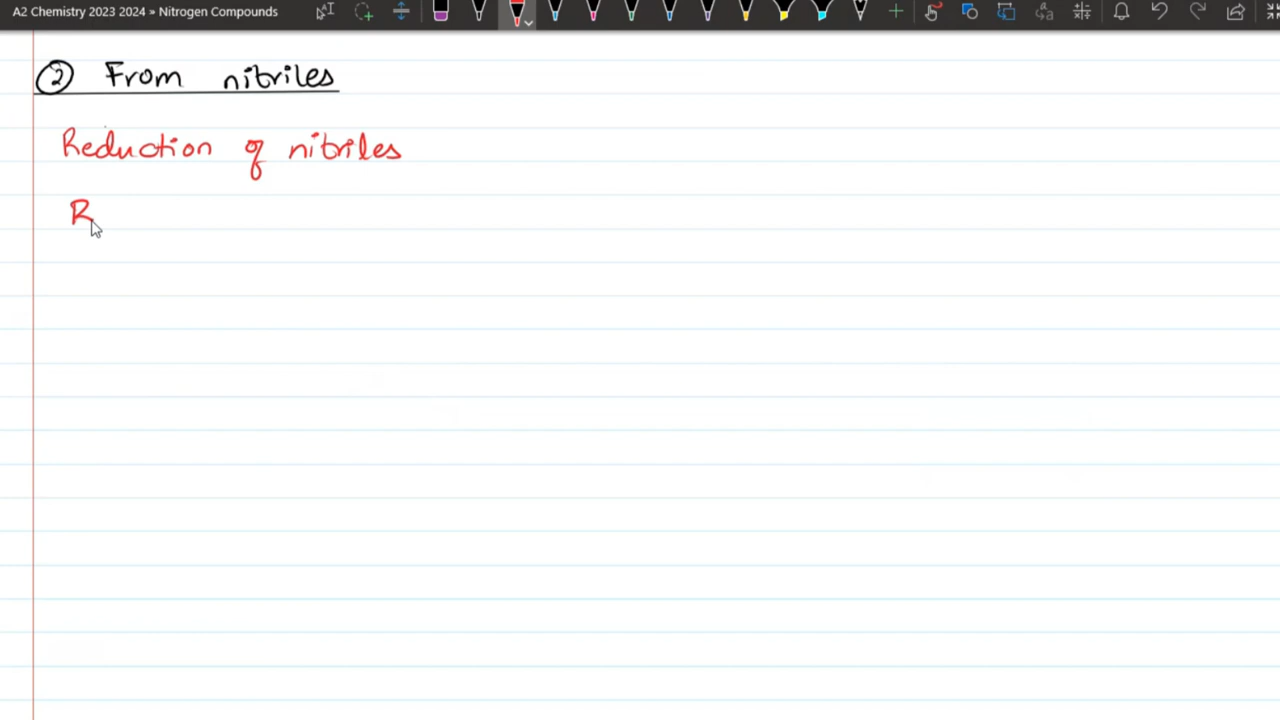 A2 Chemistry 2023 2024 » Nitrogen Compounds
② From nitriles
Reduction of nitriles
R